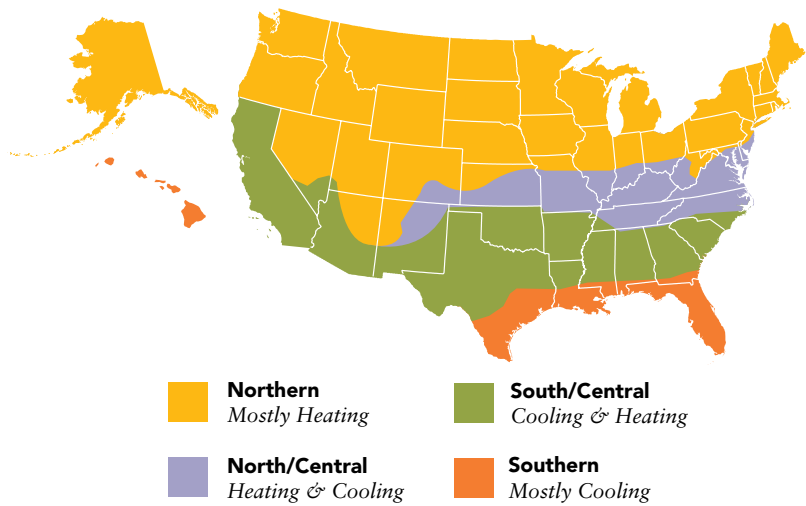 Northern
Mostly Heating
South/Central
Cooling & Heating
North/Central
Heating & Cooling
Southern
Mostly Cooling